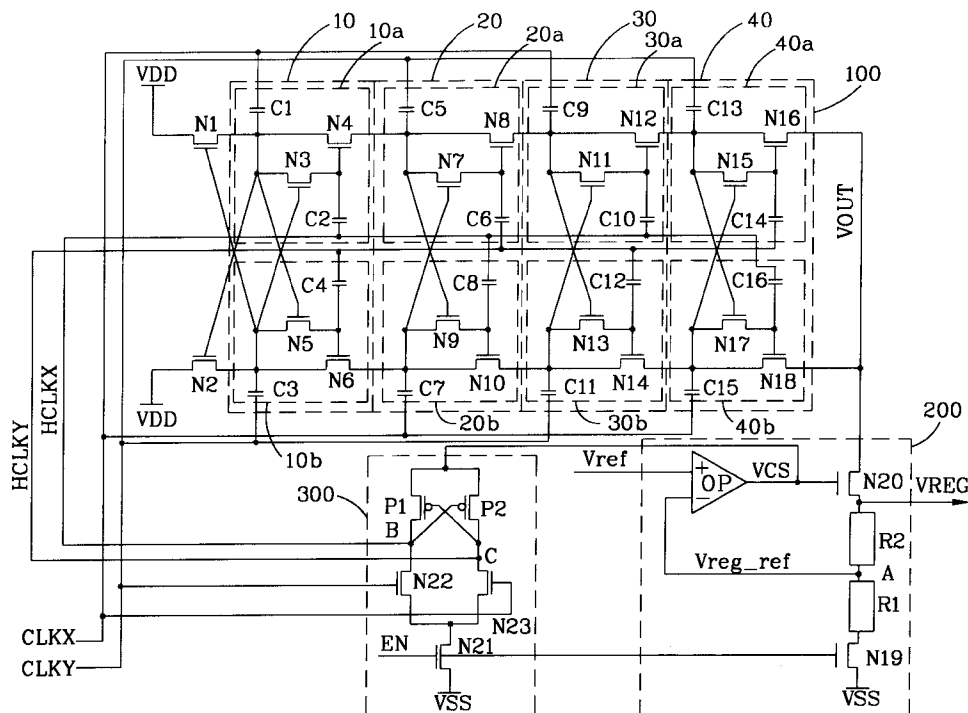 10 20 30 40
10a 20a 30a 40a
100
VDD C1 C5 C9 C13
N1 N4 N8 N12 N16
N3 N7 N11 N15
C2 C6 C10 C14
VOUT
C4 C8 C12 C16
N5 N9 N13 N17
N2 N6 N10 N14 N18
VDD C3 C7 C11 C15
HCLKX
HCLKY
10b 20b 30b 40b
200
300
Vref + OP − VCS N20
VREG
P1 P2
B
C
R2
Vreg_ref A
N22
R1
N23
CLKX
CLKY
EN N21 N19
VSS VSS